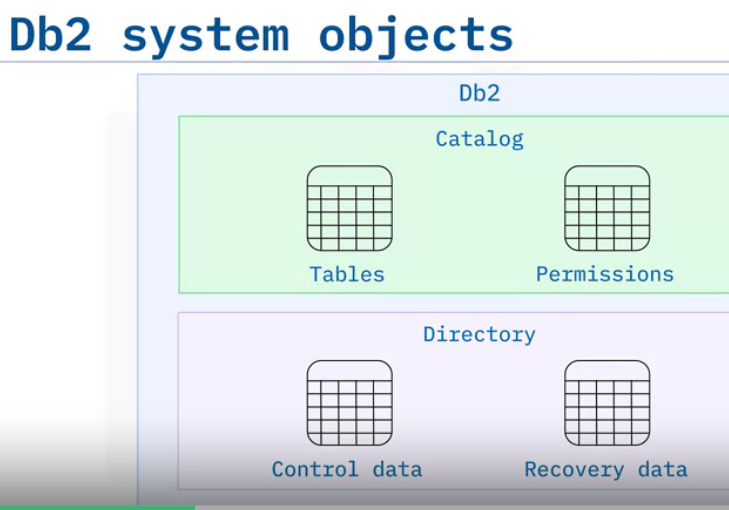 Db2 system objects
Db2
Catalog
Tables
Permissions
Directory
Control data
Recovery data